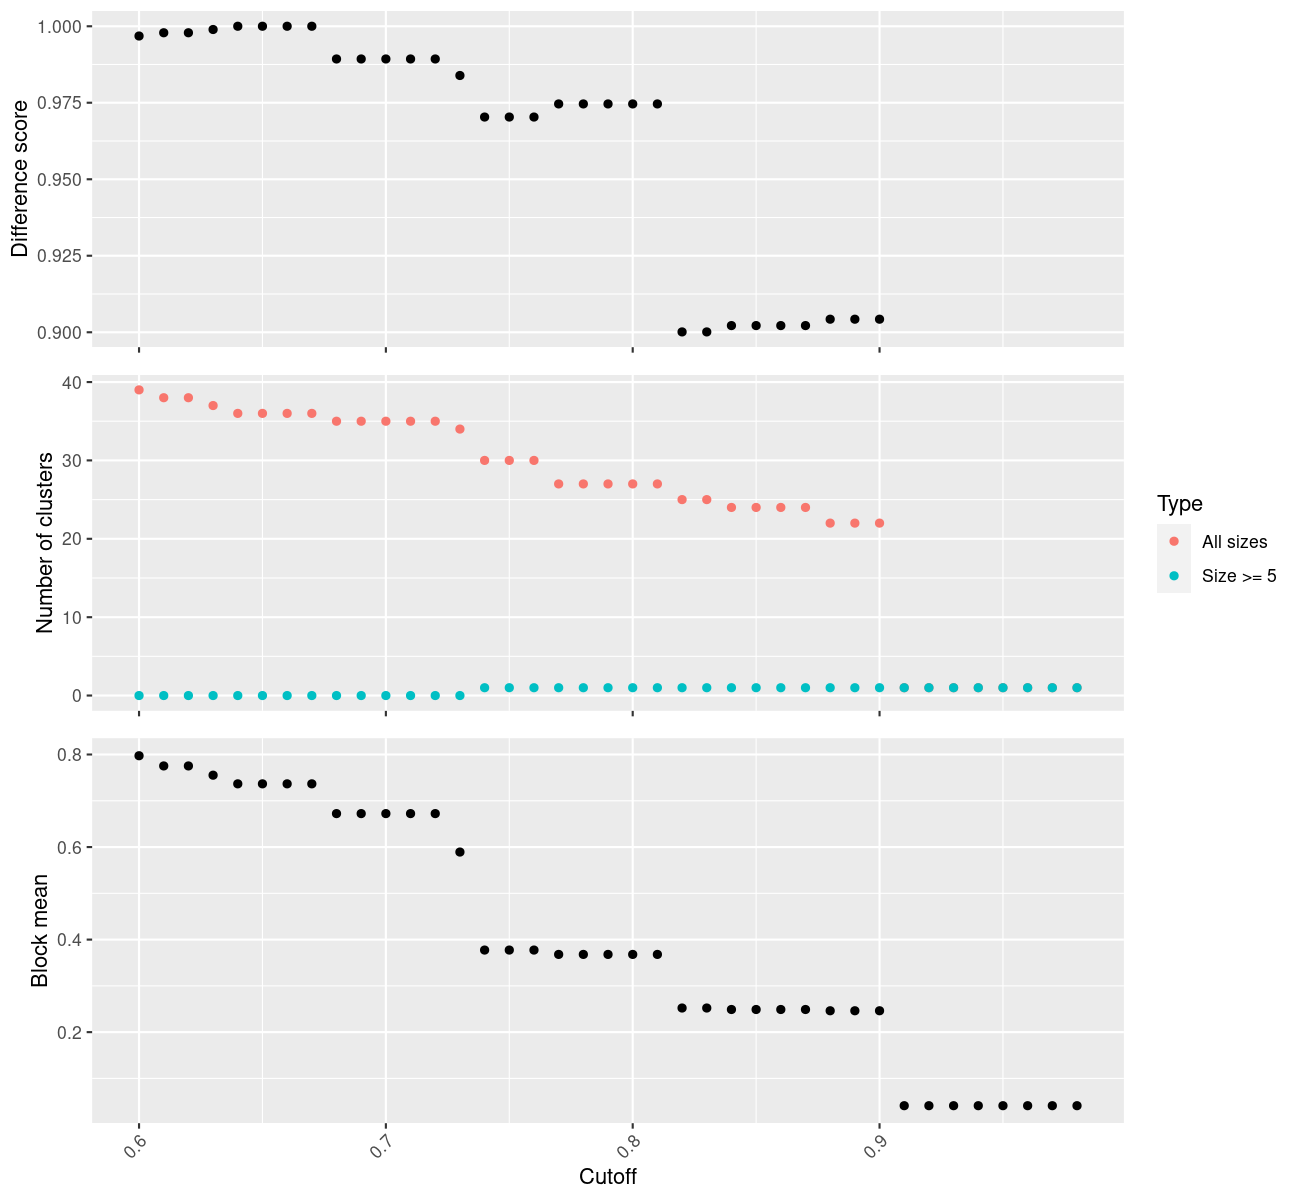 Difference score
1.000
0.975
0.950
0.925
0.900
Number of clusters
40
30
20
10
0
Type
All sizes
Size >= 5
Block mean
0.8
0.6
0.4
0.2
0.6 0.7 0.8 0.9
Cutoff